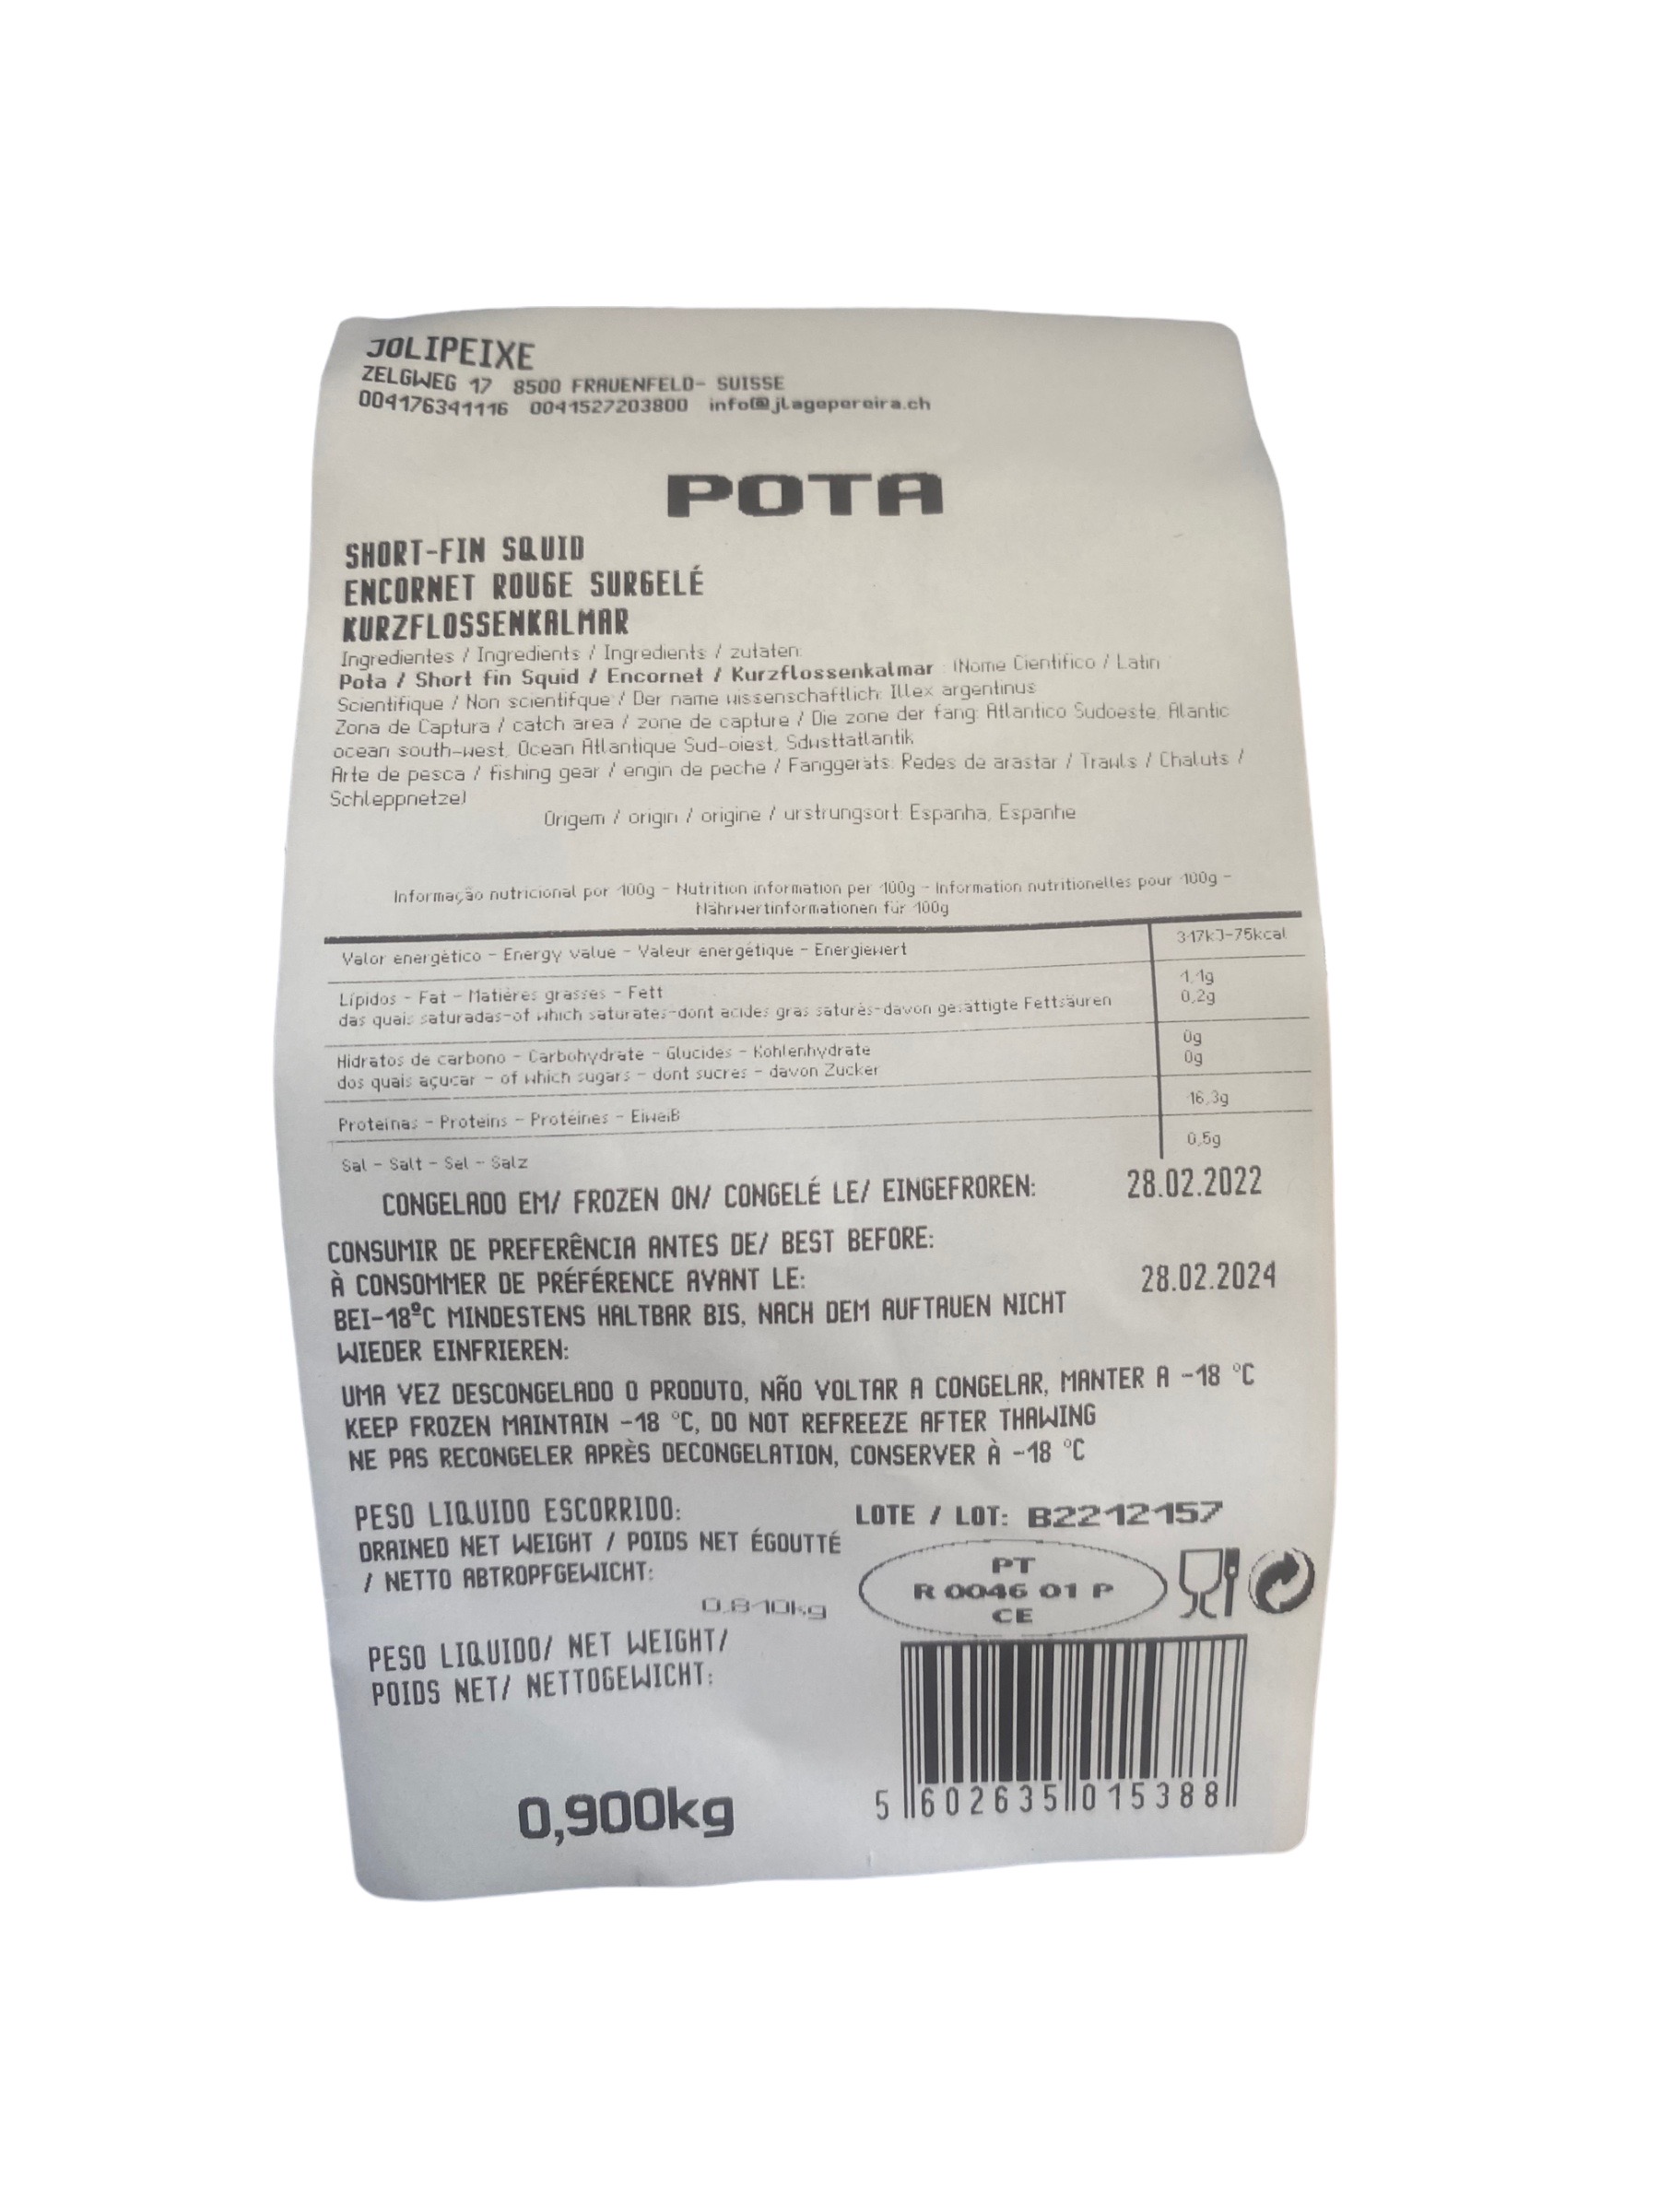 JOLIPEIXE
ZELGWEG 17 8500 FRAUENFELD- SUISSE
004176341116 0041527203800 info@jlagepereira.ch
POTA
SHORT-FIN SQUID
ENCORNET ROUGE SURGELÉ
KURZFLOSSENKALMAR
Ingredientes / Ingredients / Ingredients / zutaten:
Pota / Short fin Squid / Encornet / Kurzflossenkalmar (Nome Cientifico / Latin
Scientifique / Non scientifque / Der name wissenschaftlich: Illex argentinus
Zona de Captura / catch area / zone de capture / Die zone der fang: Atlantico Sudoeste, Alantic
ocean south-west, Ocean Atlantique Sud-oiest, Sdwsttatlantik
Arte de pesca / fishing gear / engin de peche / Fanggeräts: Redes de arastar / Trawls / Chaluts /
Schleppnetze)
Origem / origin / origine / urstrungsort: Espanha, Espanhe
Informação nutricional por 100g - Nutrition information per 100g - Information nutritionelles pour 100g -
Nährwertinformationen für 100g
Valor energético - Energy value - Valeur energétique - Energiewert 317kJ-75kcal
Lípidos - Fat - Matières grasses - Fett 1,1g
das quais saturadas-of which saturates-dont acides gras saturés-davon gesättigte Fettsäuren 0,2g
Hidratos de carbono - Carbohydrate - Glucides - Kohlenhydrate 0g
dos quais açucar - of which sugars - dont sucres - davon Zucker 0g
Proteínas - Proteins - Protéines - Eiweiß 16,3g
Sal - Salt - Sel - Salz 0,5g
CONGELADO EM/ FROZEN ON/ CONGELÉ LE/ EINGEFROREN: 28.02.2022
CONSUMIR DE PREFERÊNCIA ANTES DE/ BEST BEFORE:
À CONSOMMER DE PRÉFÉRENCE AVANT LE: 28.02.2024
BEI-18ºC MINDESTENS HALTBAR BIS, NACH DEM AUFTAUEN NICHT
WIEDER EINFRIEREN:
UMA VEZ DESCONGELADO O PRODUTO, NÃO VOLTAR A CONGELAR, MANTER A -18 °C
KEEP FROZEN MAINTAIN -18 °C, DO NOT REFREEZE AFTER THAWING
NE PAS RECONGELER APRÈS DECONGELATION, CONSERVER À -18 °C
PESO LIQUIDO ESCORRIDO:
DRAINED NET WEIGHT / POIDS NET ÉGOUTTÉ
/ NETTO ABTROPFGEWICHT:
0.810kg
LOTE / LOT: B2212157
PT
R 0046 01 P
CE
PESO LIQUIDO/ NET WEIGHT/
POIDS NET/ NETTOGEWICHT:
0,900kg
5 602635 015388